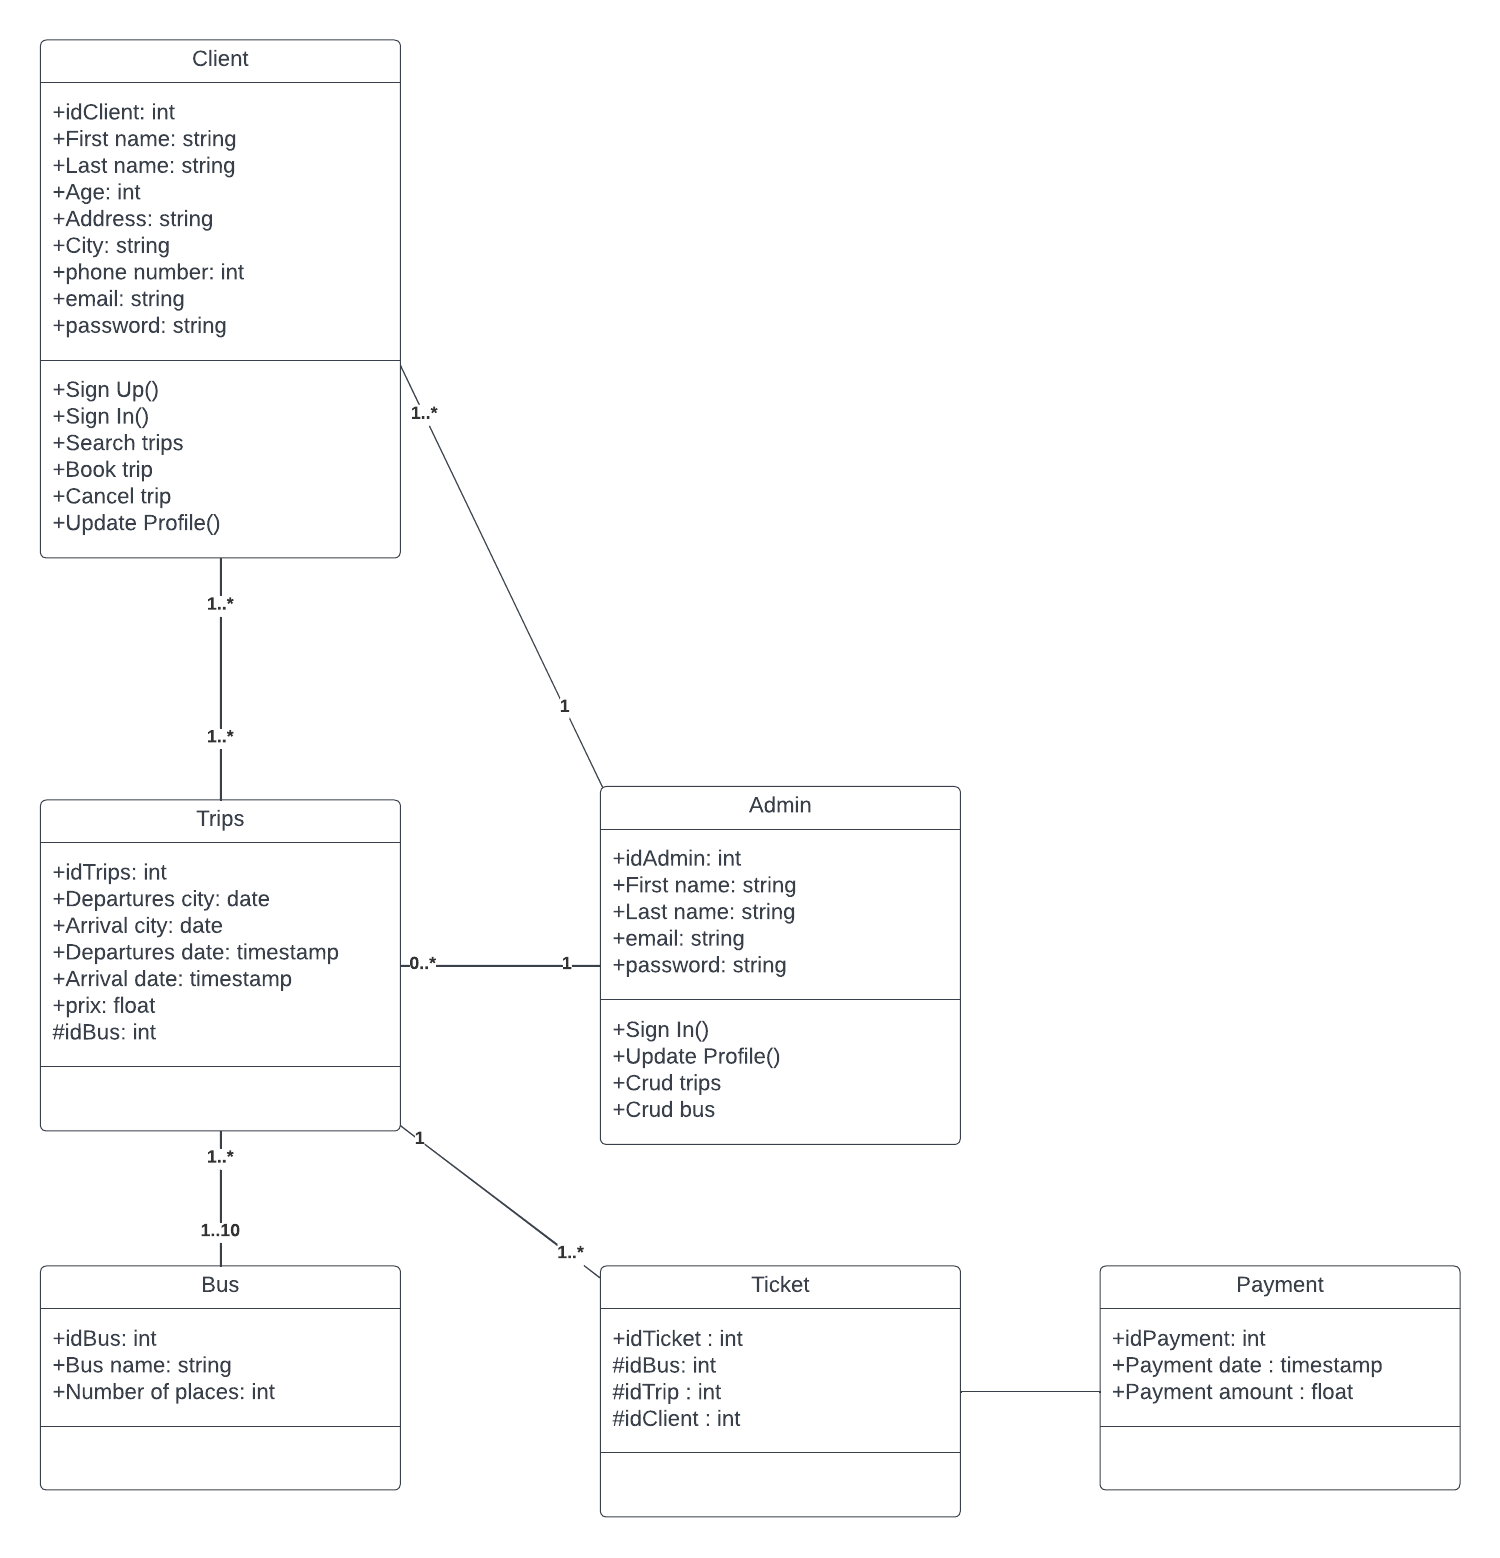 Client
+idClient: int
+First name: string
+Last name: string
+Age: int
+Address: string
+City: string
+phone number: int
+email: string
+password: string
+Sign Up()
+Sign In()
+Search trips
+Book trip
+Cancel trip
+Update Profile()
1..*
1
1..*
1..*
Trips
+idTrips: int
+Departures city: date
+Arrival city: date
+Departures date: timestamp
+Arrival date: timestamp
+prix: float
#idBus: int
0..*
1
Admin
+idAdmin: int
+First name: string
+Last name: string
+email: string
+password: string
+Sign In()
+Update Profile()
+Crud trips
+Crud bus
1..*
1..10
1
1..*
Bus
+idBus: int
+Bus name: string
+Number of places: int
Ticket
+idTicket : int
#idBus: int
#idTrip : int
#idClient : int
Payment
+idPayment: int
+Payment date : timestamp
+Payment amount : float